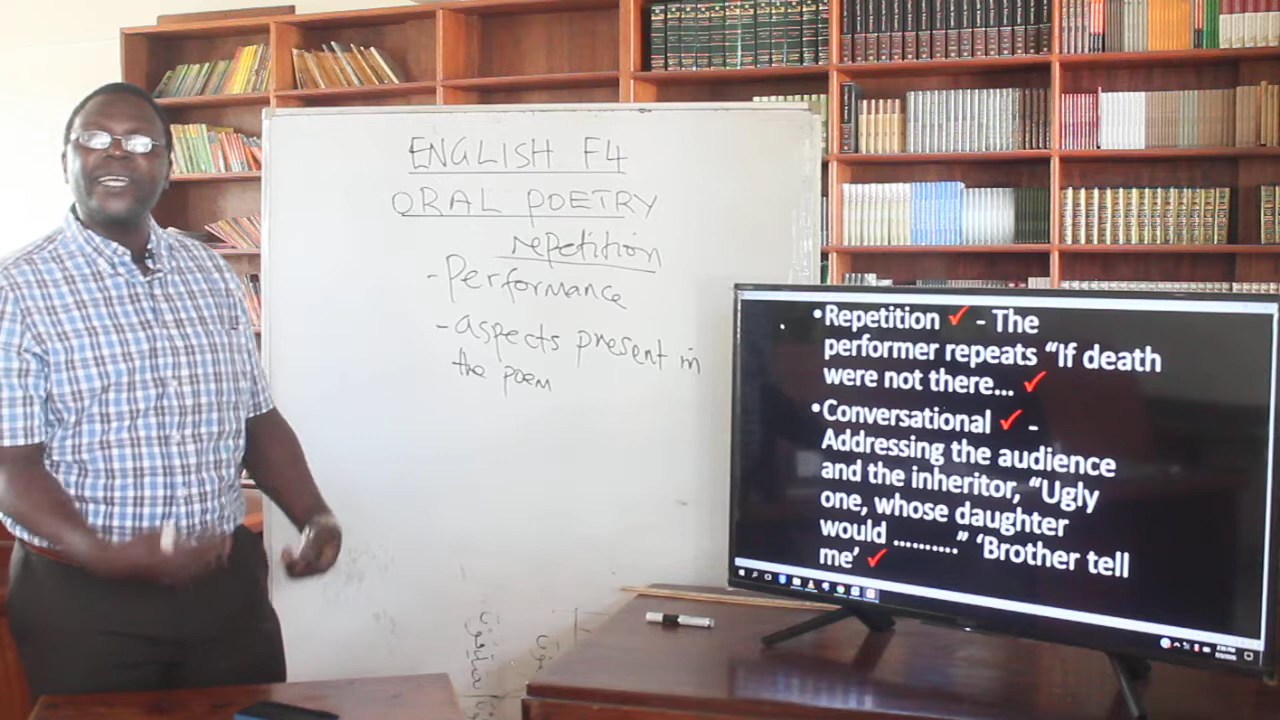 ENGLISH F4
ORAL POETRY
repetition
- Performance
- aspects present in
the poem
•Repetition ✓ - The
performer repeats “If death
were not there... ✓
•Conversational ✓ -
Addressing the audience
and the inheritor, “Ugly
one, whose daughter
would ..........” ‘Brother tell
me’ ✓